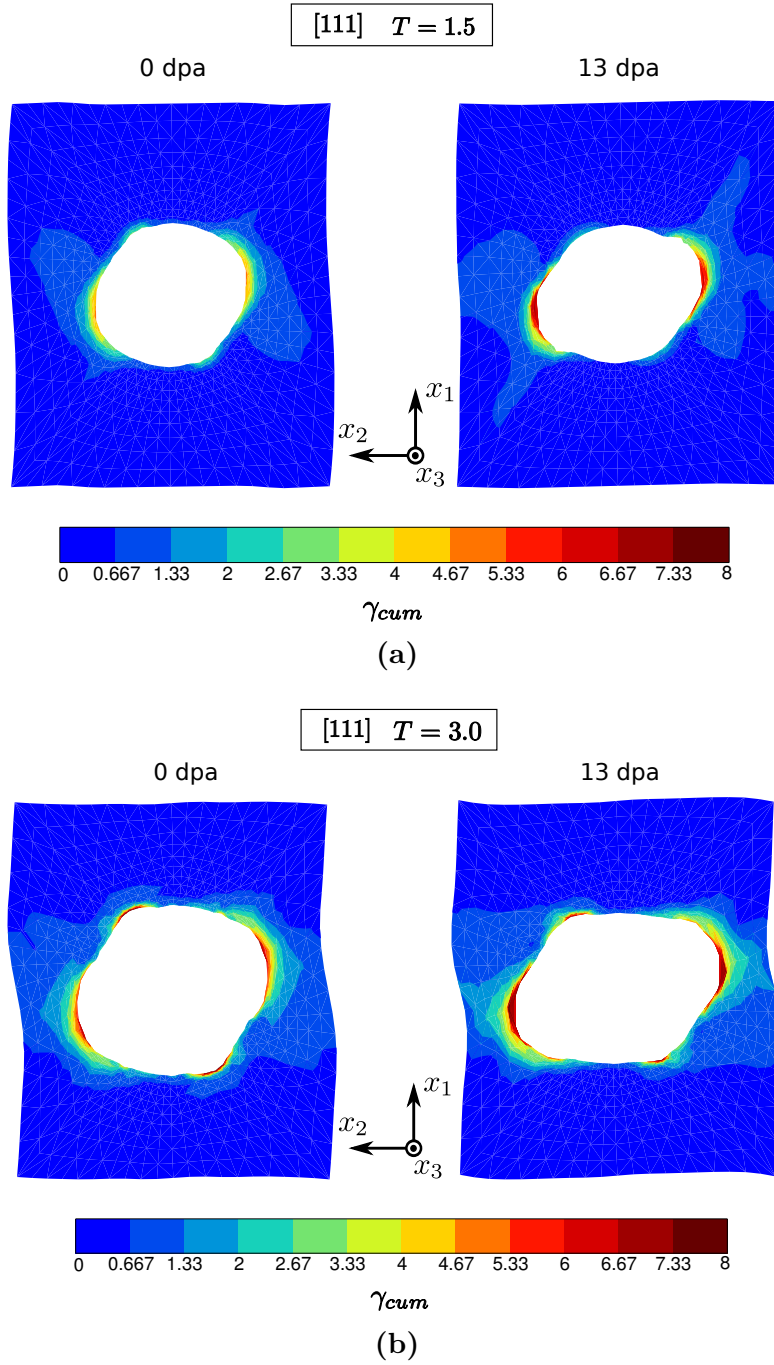 [111] T = 1.5
0 dpa 13 dpa
x₁
x₂
x₃
0 0.667 1.33 2 2.67 3.33 4 4.67 5.33 6 6.67 7.33 8
γcum
(a)
[111] T = 3.0
0 dpa 13 dpa
x₁
x₂
x₃
0 0.667 1.33 2 2.67 3.33 4 4.67 5.33 6 6.67 7.33 8
γcum
(b)